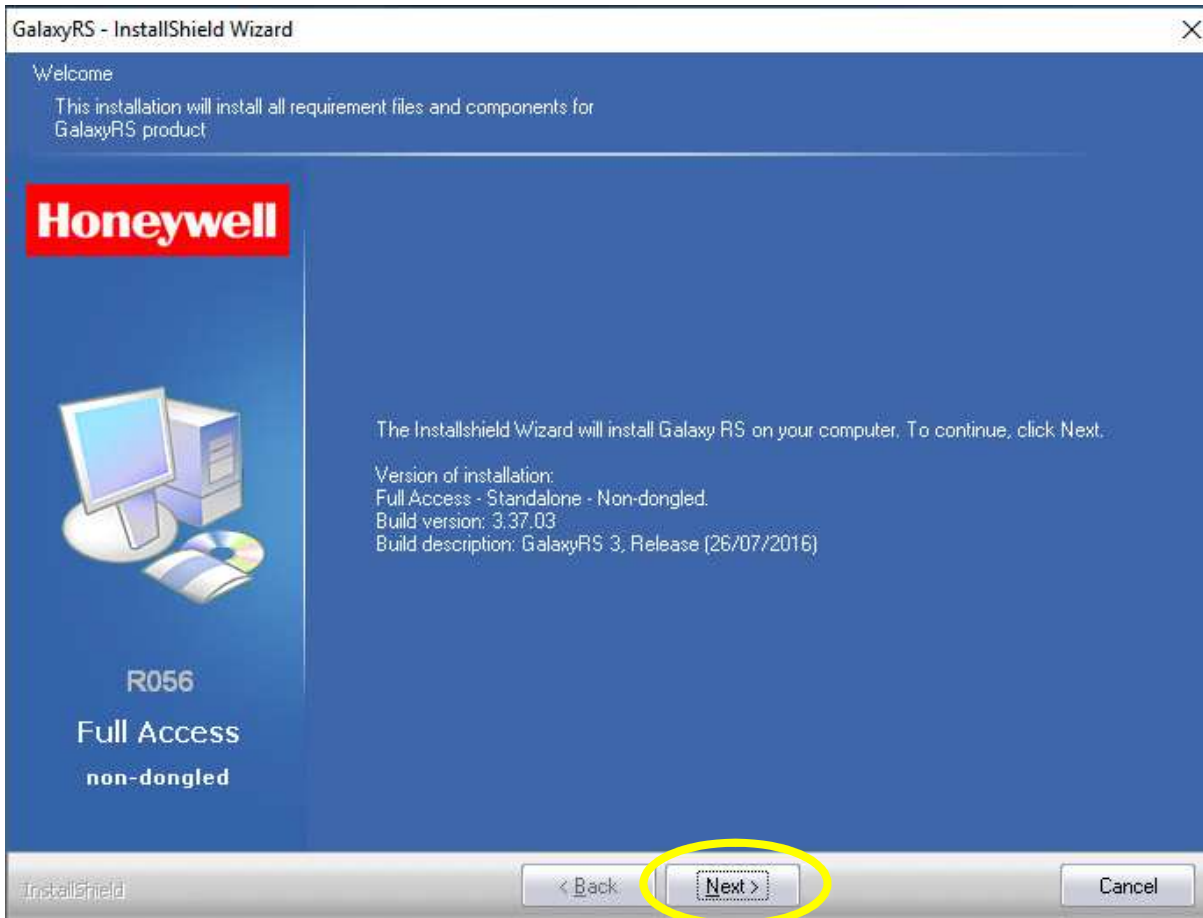 GalaxyRS - InstallShield Wizard
Welcome
This installation will install all requirement files and components for
GalaxyRS product
Honeywell
The Installshield Wizard will install Galaxy RS on your computer. To continue, click Next.
Version of installation:
Full Access - Standalone - Non-dongled.
Build version: 3.37.03
Build description: GalaxyRS 3, Release (26/07/2016)
R056
Full Access
non-dongled
InstallShield
< Back
Next >
Cancel